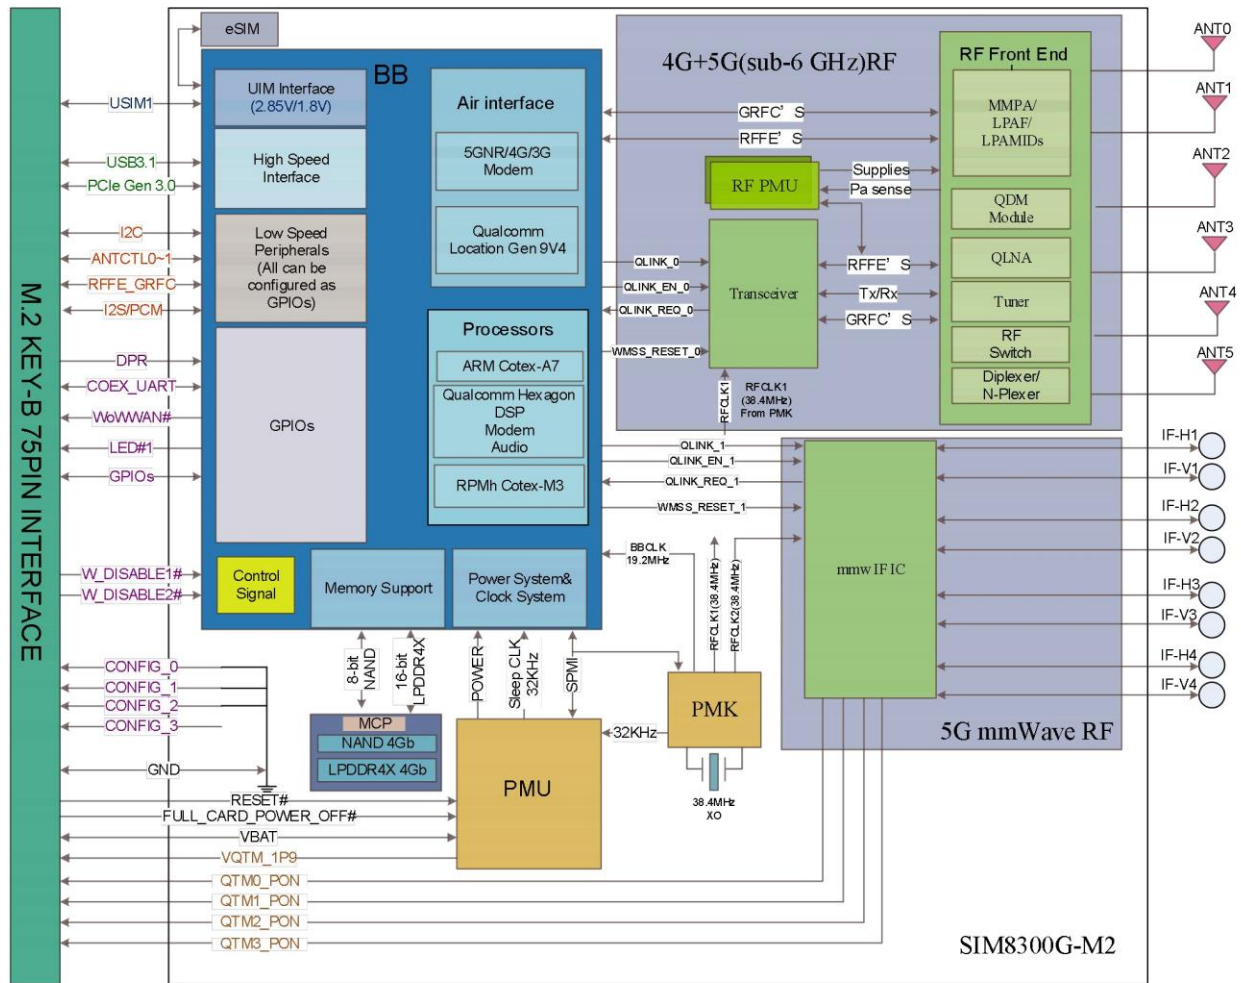 eSIM
BB
UIM Interface
(2.85V/1.8V)
High Speed
Interface
Low Speed
Peripherals
(All can be
configured as
GPIOs)
GPIOs
Control
Signal
Memory Support
Power System&
Clock System
Air interface
5GNR/4G/3G
Modem
Qualcomm
Location Gen 9V4
Processors
ARM Cotex-A7
Qualcomm Hexagon
DSP
Modem
Audio
RPMh Cotex-M3
M.2 KEY-B 75PIN INTERFACE
USIM1
USB3.1
PCIe Gen 3.0
I2C
ANTCTL0~1
RFFE_GRFC
I2S/PCM
DPR
COEX_UART
WoWWAN#
LED#1
GPIOs
W_DISABLE1#
W_DISABLE2#
CONFIG_0
CONFIG_1
CONFIG_2
CONFIG_3
GND
RESET#
FULL_CARD_POWER_OFF#
VBAT
VQTM_1P9
QTM0_PON
QTM1_PON
QTM2_PON
QTM3_PON
8-bit
NAND
16-bit
LPDDR4X
POWER
Sleep CLK
32KHz
SPMI
MCP
NAND 4Gb
LPDDR4X 4Gb
PMU
32KHz
PMK
38.4MHz
XO
BBCLK
19.2MHz
RFCLK1(38.4MHz)
RFCLK2(38.4MHz)
4G+5G(sub-6 GHz)RF
GRFC' S
RFFE' S
RF PMU
Supplies
Pa sense
Transceiver
RFFE' S
Tx/Rx
GRFC' S
QLINK_0
QLINK_EN_0
QLINK_REQ_0
WMSS_RESET_0
RFCLK1
RFCLK1
(38.4MHz)
From PMK
RF Front End
MMPA/
LPAF/
LPAMIDs
QDM
Module
QLNA
Tuner
RF
Switch
Diplexer/
N-Plexer
ANT0
ANT1
ANT2
ANT3
ANT4
ANT5
QLINK_1
QLINK_EN_1
QLINK_REQ_1
WMSS_RESET_1
mmw IF IC
5G mmWave RF
IF-H1
IF-V1
IF-H2
IF-V2
IF-H3
IF-V3
IF-H4
IF-V4
SIM8300G-M2